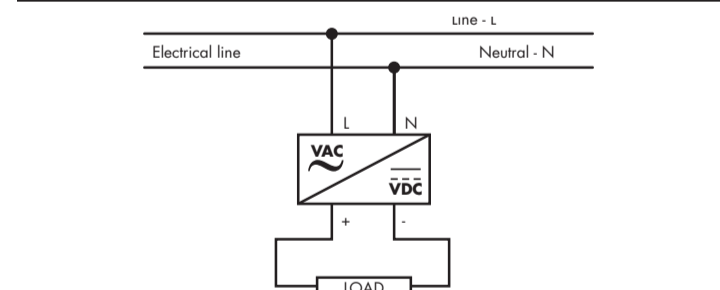 Line - L
Electrical line
Neutral - N
L N
VAC
VDC
+ -
LOAD